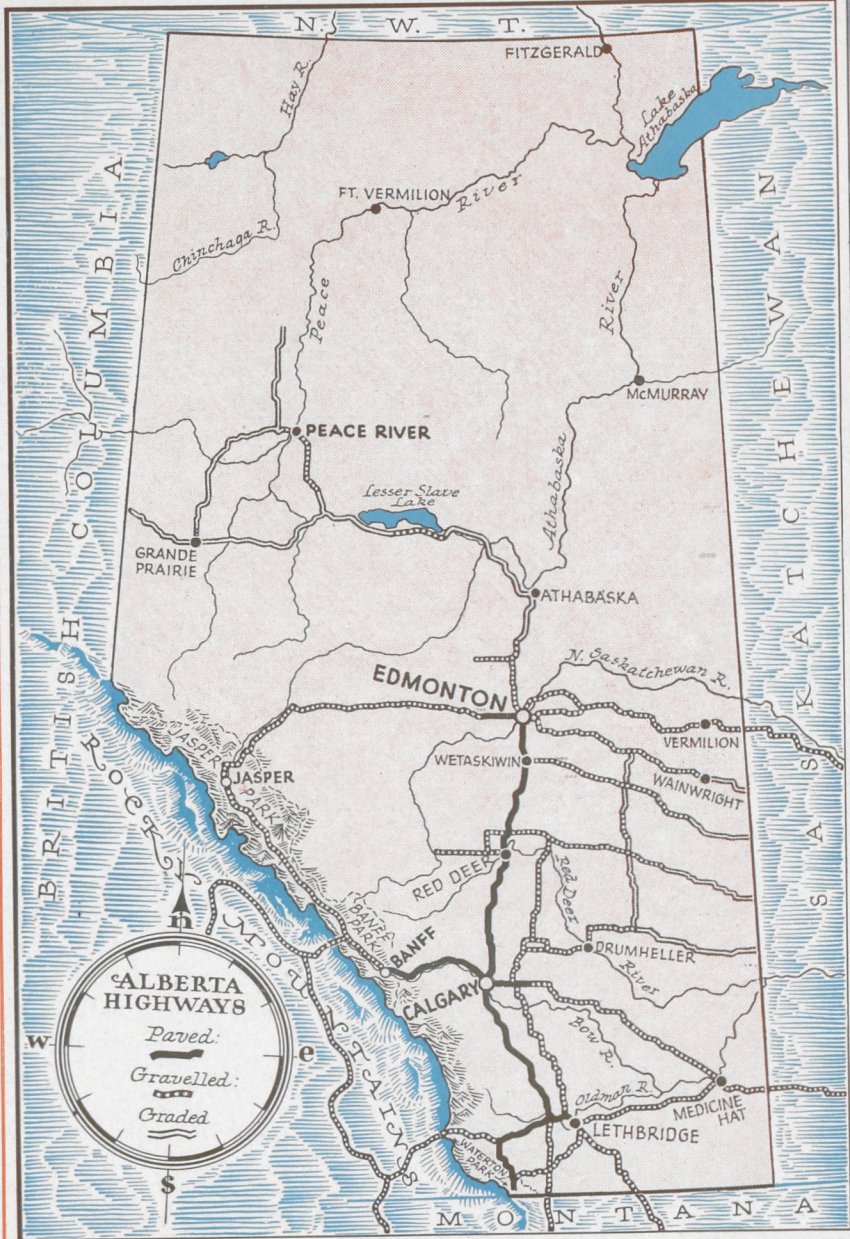 N. W. T.
FITZGERALD
Hay R.
Lake
Athabaska
FT. VERMILION
River
Chinchaga R.
Peace
River
McMURRAY
PEACE RIVER
Athabaska
Lesser Slave
Lake
GRANDE
PRAIRIE
ATHABASKA
N. Saskatchewan R.
EDMONTON
VERMILION
WETASKIWIN
WAINWRIGHT
JASPER
PARK
JASPER
RED DEER
Red Deer
River
BANFF
PARK
BANFF
DRUMHELLER
CALGARY
Bow R.
Oldman R.
MEDICINE
HAT
LETHBRIDGE
WATERTON
PARK
BRITISH COLUMBIA
SASKATCHEWAN
ROCKY MOUNTAINS
MONTANA
n
w
e
s
ALBERTA
HIGHWAYS
Paved:
Gravelled:
Graded